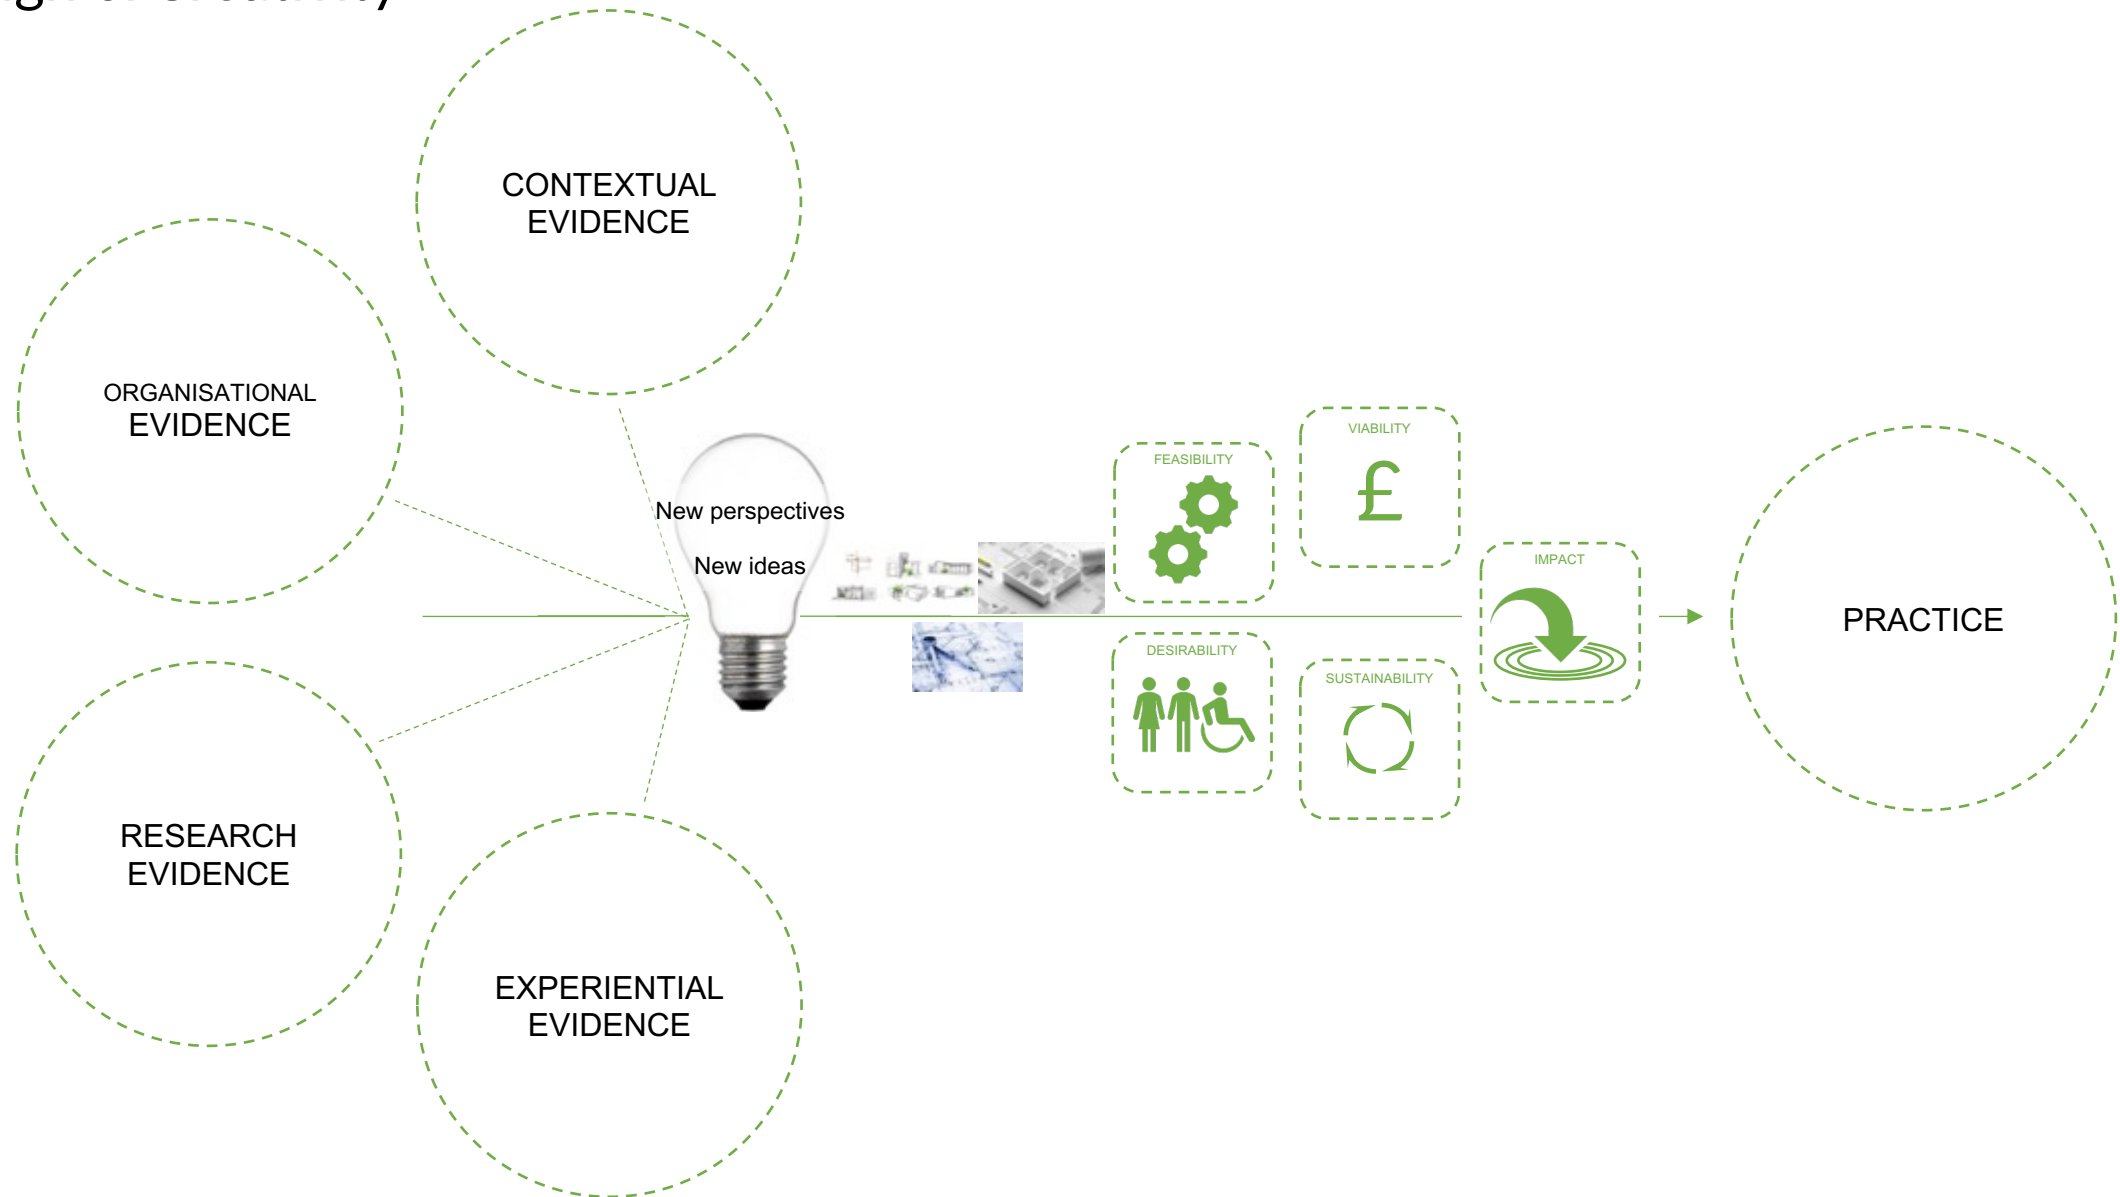 CONTEXTUAL
EVIDENCE
ORGANISATIONAL
EVIDENCE
New perspectives
New ideas
FEASIBILITY
VIABILITY
£
IMPACT
PRACTICE
DESIRABILITY
SUSTAINABILITY
RESEARCH
EVIDENCE
EXPERIENTIAL
EVIDENCE